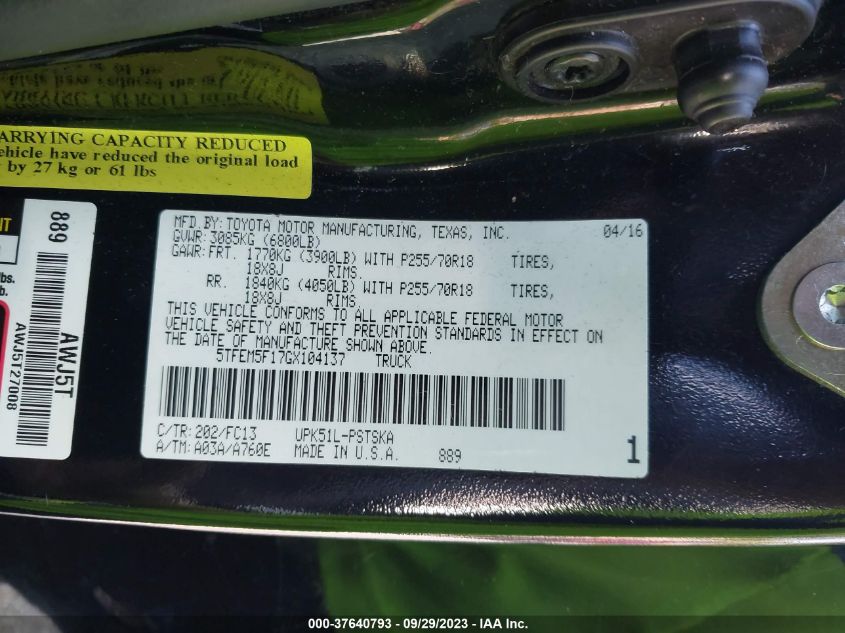 ARRYING CAPACITY REDUCED
ehicle have reduced the original load
by 27 kg or 61 lbs
889
AWJ5T
AWJ5T27008
lbs.
b.
MFD.BY:TOYOTA MOTOR MANUFACTURING, TEXAS, INC. 04/16
GVWR:3085KG (6800LB)
GAWR:FRT. 1770KG (3900LB) WITH P255/70R18 TIRES,
18X8J RIMS.
RR. 1840KG (4050LB) WITH P255/70R18 TIRES,
18X8J RIMS.
THIS VEHICLE CONFORMS TO ALL APPLICABLE FEDERAL MOTOR
VEHICLE SAFETY AND THEFT PREVENTION STANDARDS IN EFFECT ON
THE DATE OF MANUFACTURE SHOWN ABOVE.
5TFEM5F17GX104137 TRUCK
C/TR:202/FC13 UPK51L-PSTSKA
A/TM:A03A/A760E MADE IN U.S.A. 889 1
000-37640793 - 09/29/2023 - IAA Inc.